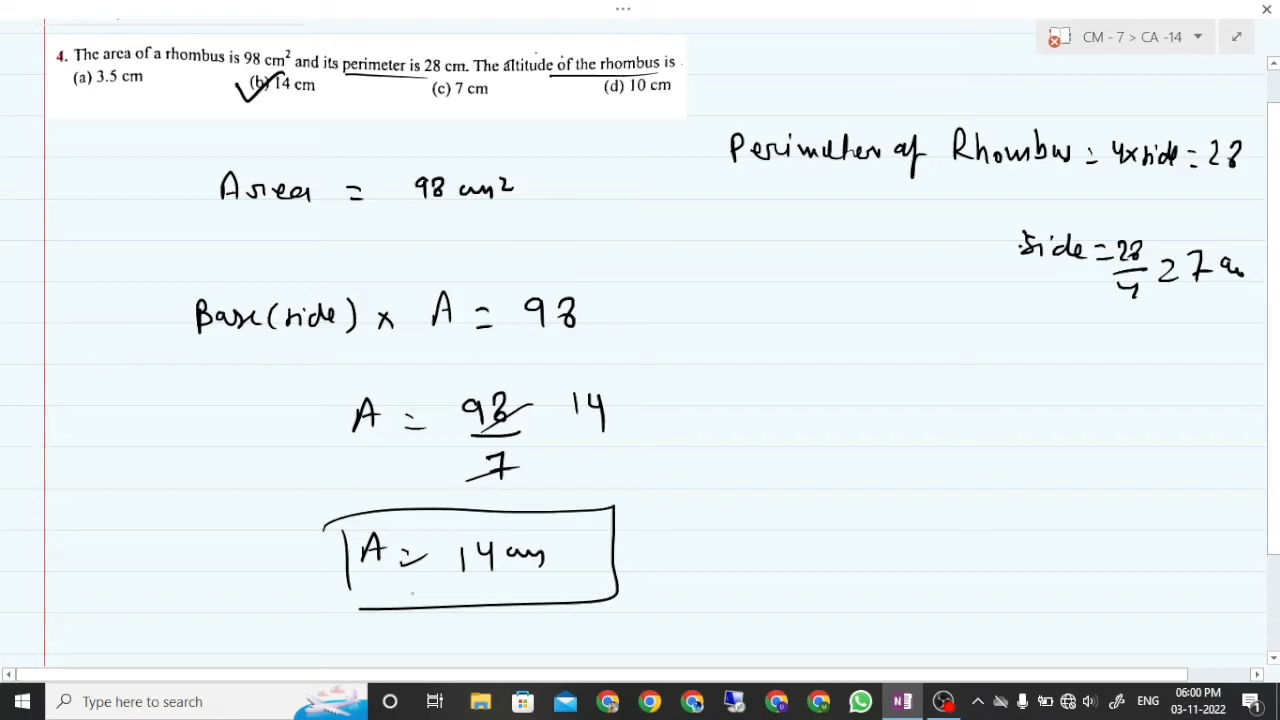 CM - 7 > CA -14
4. The area of a rhombus is 98 cm² and its perimeter is 28 cm. The altitude of the rhombus is
(a) 3.5 cm (b) 14 cm (c) 7 cm (d) 10 cm
Perimeter of Rhombus = 4x side = 28
Area = 98 cm²
side = 28/4 = 7 cm
Base (side) x A = 98
A = 98/7 14
A = 14 cm
Type here to search
ENG
06:00 PM
03-11-2022
1